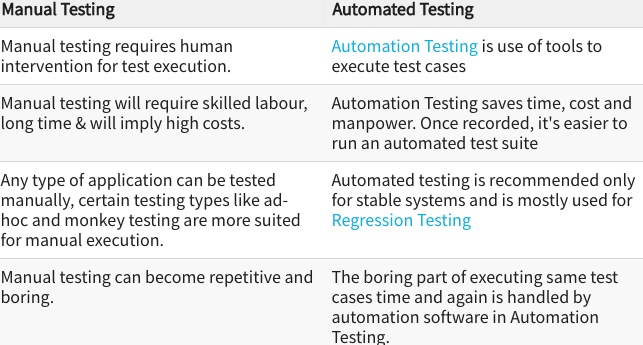 Manual Testing
Automated Testing
Manual testing requires human
intervention for test execution.
Automation Testing is use of tools to
execute test cases
Manual testing will require skilled labour,
long time & will imply high costs.
Automation Testing saves time, cost and
manpower. Once recorded, it's easier to
run an automated test suite
Any type of application can be tested
manually, certain testing types like ad-
hoc and monkey testing are more suited
for manual execution.
Automated testing is recommended only
for stable systems and is mostly used for
Regression Testing
Manual testing can become repetitive and
boring.
The boring part of executing same test
cases time and again is handled by
automation software in Automation
Testing.